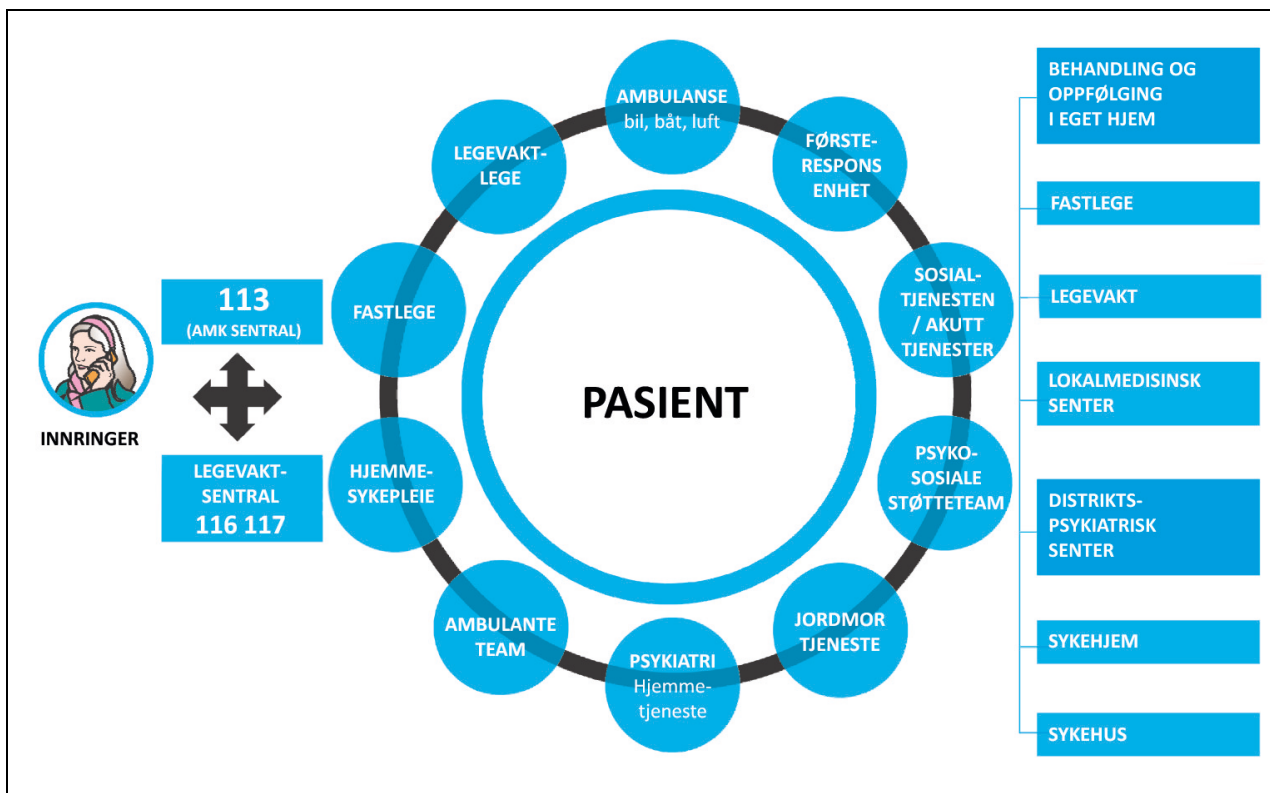 INNRINGER
113
(AMK SENTRAL)
LEGEVAKT-
SENTRAL
116 117
AMBULANSE
bil, båt, luft
FØRSTE-
RESPONS
ENHET
SOSIAL-
TJENESTEN
/ AKUTT
TJENESTER
PSYKO-
SOSIALE
STØTTETEAM
JORDMOR
TJENESTE
PSYKIATRI
Hjemme-
tjeneste
AMBULANTE
TEAM
HJEMME-
SYKEPLEIE
FASTLEGE
LEGEVAKT-
LEGE
PASIENT
BEHANDLING OG
OPPFØLGING
I EGET HJEM
FASTLEGE
LEGEVAKT
LOKALMEDISINSK
SENTER
DISTRIKTS-
PSYKIATRISK
SENTER
SYKEHJEM
SYKEHUS